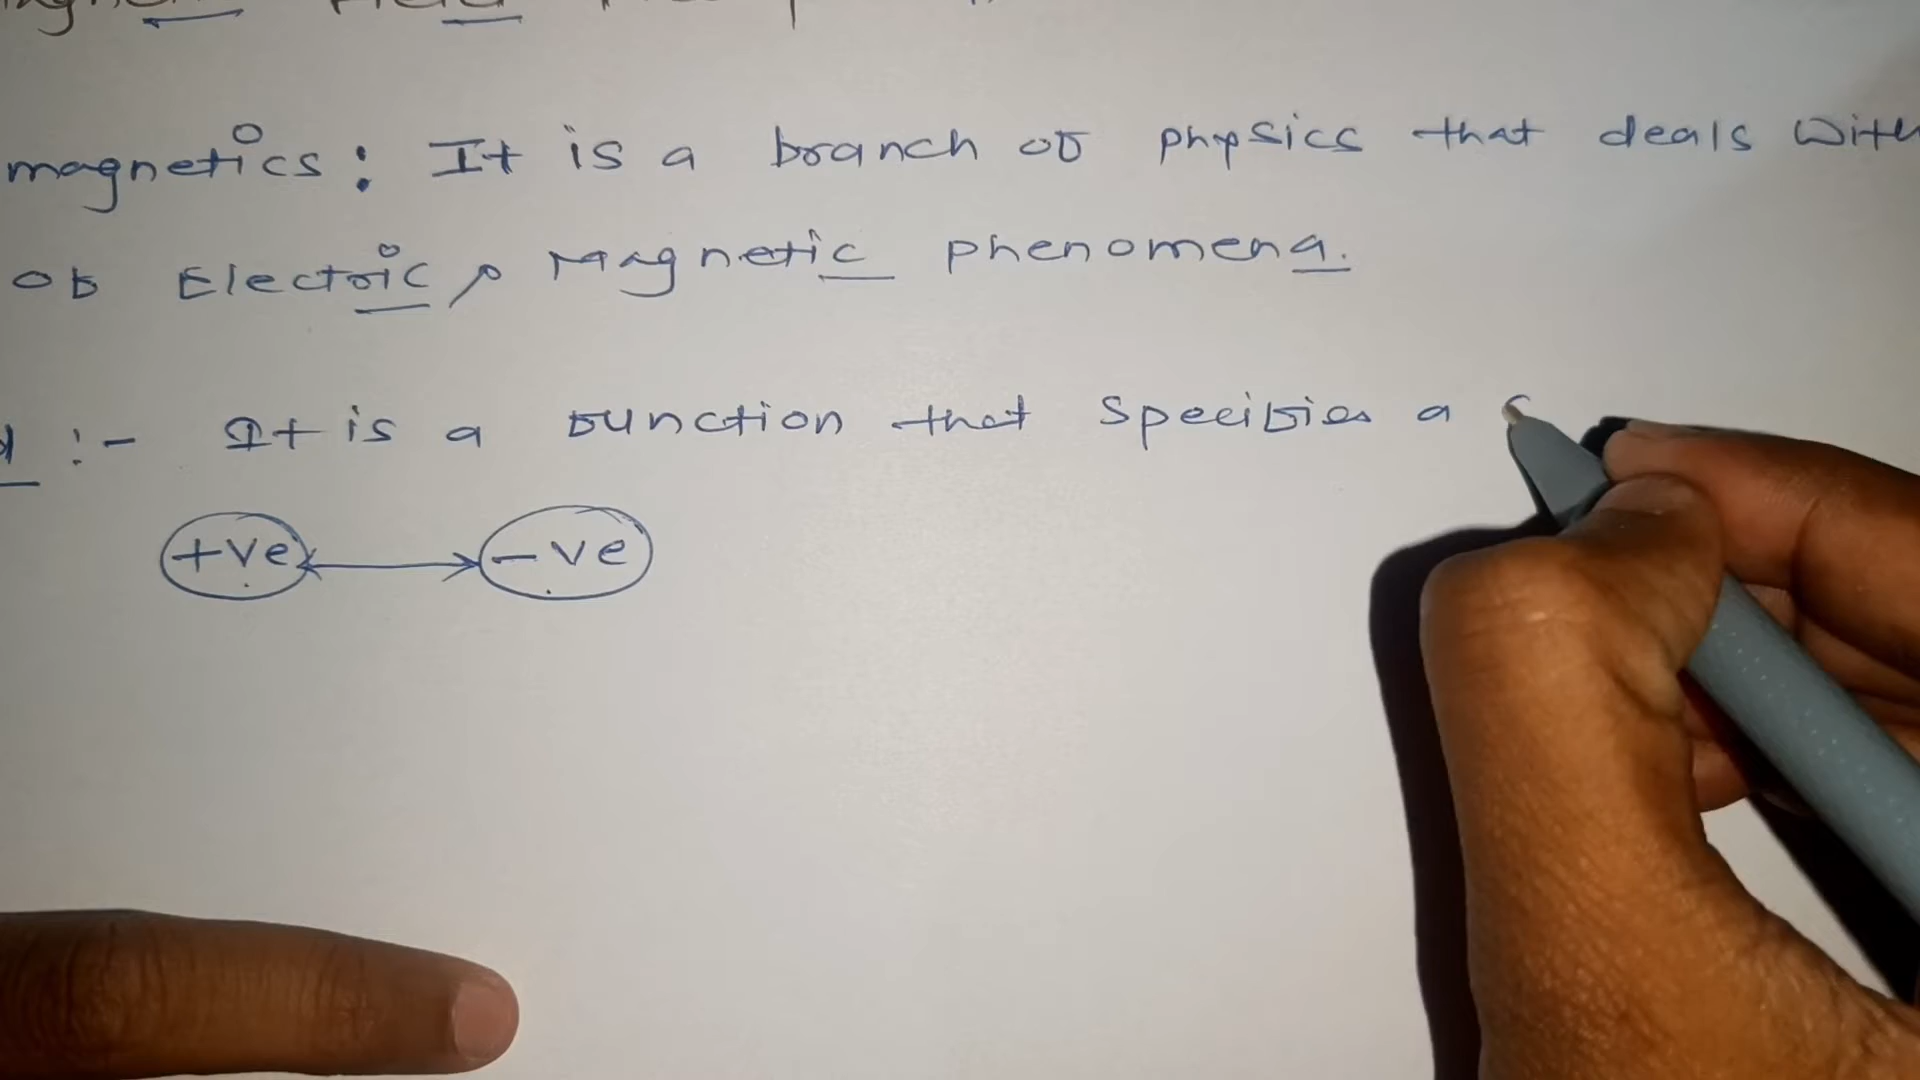 Field
magnetics: It is a branch of physics that deals with
of Electric, Magnetic phenomena.
:- It is a function that specifies a
+ve -ve